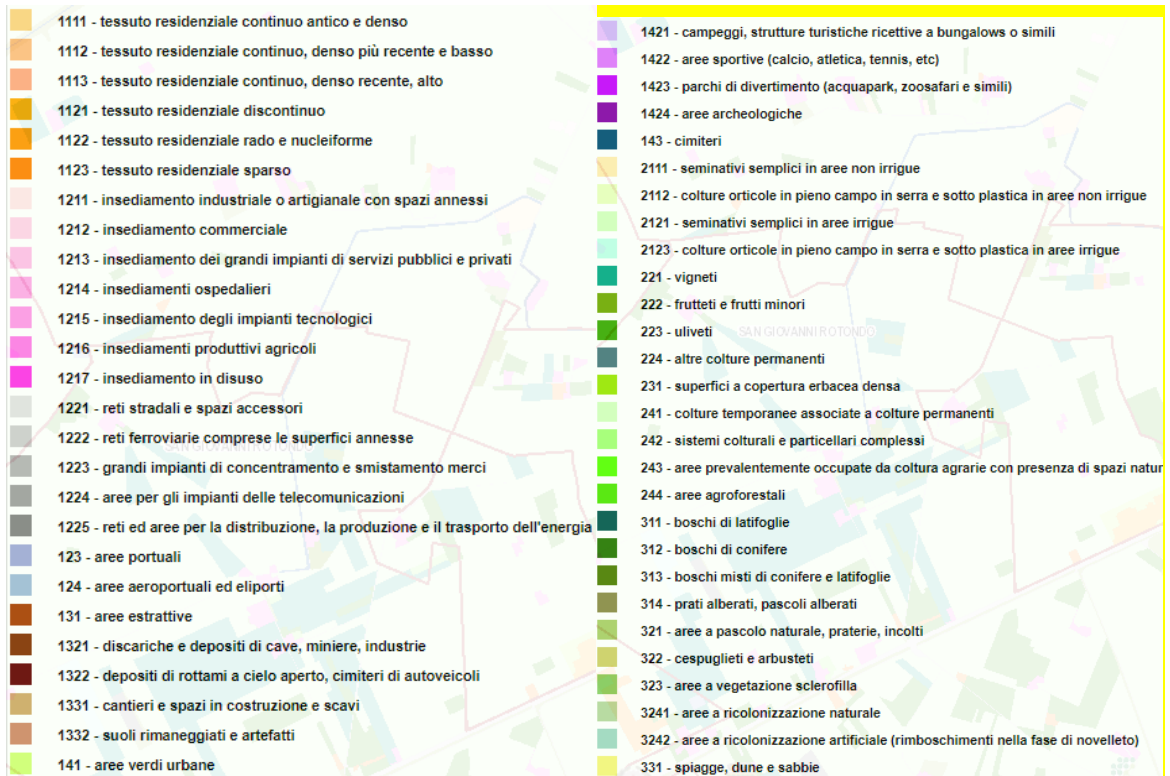 1111 - tessuto residenziale continuo antico e denso
1112 - tessuto residenziale continuo, denso più recente e basso
1113 - tessuto residenziale continuo, denso recente, alto
1121 - tessuto residenziale discontinuo
1122 - tessuto residenziale rado e nucleiforme
1123 - tessuto residenziale sparso
1211 - insediamento industriale o artigianale con spazi annessi
1212 - insediamento commerciale
1213 - insediamento dei grandi impianti di servizi pubblici e privati
1214 - insediamenti ospedalieri
1215 - insediamento degli impianti tecnologici
1216 - insediamenti produttivi agricoli
1217 - insediamento in disuso
1221 - reti stradali e spazi accessori
1222 - reti ferroviarie comprese le superfici annesse
SAN GIOVANNI ROTONDO
1223 - grandi impianti di concentramento e smistamento merci
1224 - aree per gli impianti delle telecomunicazioni
1225 - reti ed aree per la distribuzione, la produzione e il trasporto dell'energia
123 - aree portuali
124 - aree aeroportuali ed eliporti
131 - aree estrattive
1321 - discariche e depositi di cave, miniere, industrie
1322 - depositi di rottami a cielo aperto, cimiteri di autoveicoli
1331 - cantieri e spazi in costruzione e scavi
1332 - suoli rimaneggiati e artefatti
141 - aree verdi urbane
1421 - campeggi, strutture turistiche ricettive a bungalows o simili
1422 - aree sportive (calcio, atletica, tennis, etc)
1423 - parchi di divertimento (acquapark, zoosafari e simili)
1424 - aree archeologiche
143 - cimiteri
2111 - seminativi semplici in aree non irrigue
2112 - colture orticole in pieno campo in serra e sotto plastica in aree non irrigue
2121 - seminativi semplici in aree irrigue
2123 - colture orticole in pieno campo in serra e sotto plastica in aree irrigue
221 - vigneti
222 - frutteti e frutti minori
223 - uliveti
SAN GIOVANNI ROTONDO
224 - altre colture permanenti
231 - superfici a copertura erbacea densa
241 - colture temporanee associate a colture permanenti
242 - sistemi colturali e particellari complessi
243 - aree prevalentemente occupate da coltura agrarie con presenza di spazi natur
244 - aree agroforestali
311 - boschi di latifoglie
312 - boschi di conifere
313 - boschi misti di conifere e latifoglie
314 - prati alberati, pascoli alberati
321 - aree a pascolo naturale, praterie, incolti
322 - cespuglieti e arbusteti
323 - aree a vegetazione sclerofilla
3241 - aree a ricolonizzazione naturale
3242 - aree a ricolonizzazione artificiale (rimboschimenti nella fase di novelleto)
331 - spiagge, dune e sabbie